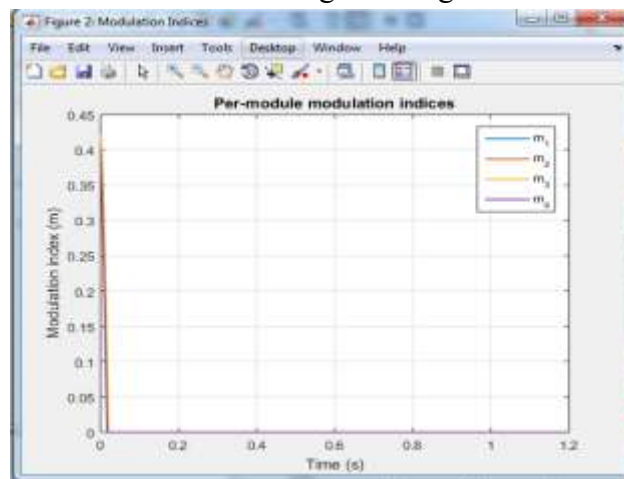 Figure 2: Modulation Indices
File Edit View Insert Tools Desktop Window Help
Per-module modulation indices
0.45
0.4
0.35
0.3
0.25
0.2
0.15
0.1
0.05
0
Modulation index (m)
m1
m2
m3
m4
0 0.2 0.4 0.6 0.8 1 1.2
Time (s)